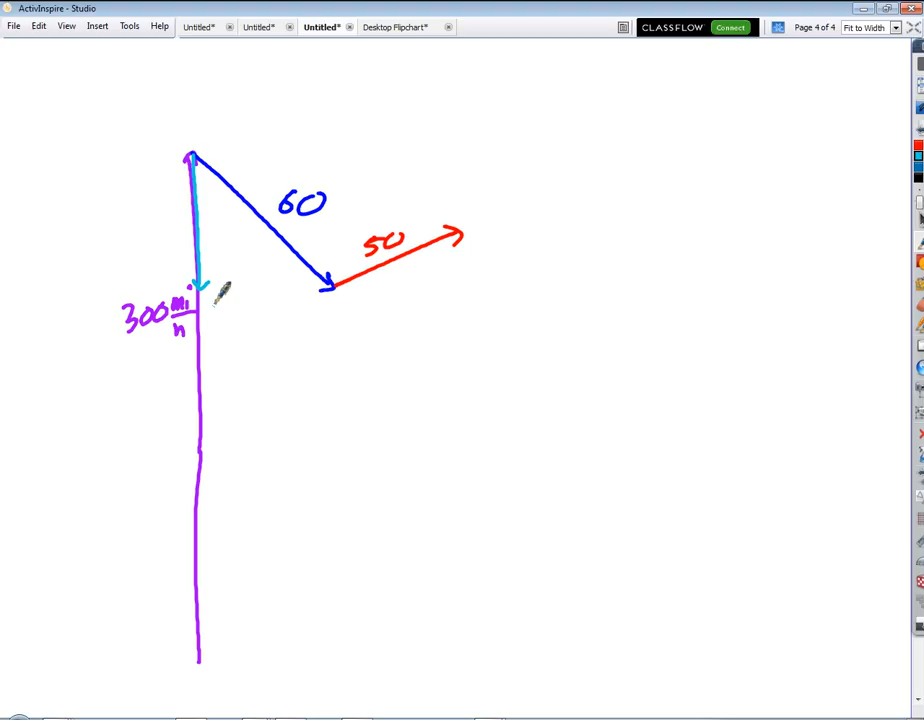 ActivInspire - Studio
File Edit View Insert Tools Help Untitled* Untitled* Untitled* Desktop Flipchart* CLASSFLOW Connect Page 4 of 4 Fit to Width
60
50
300 mi/h